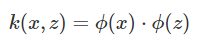 k(x, z) = ϕ(x) · ϕ(z)